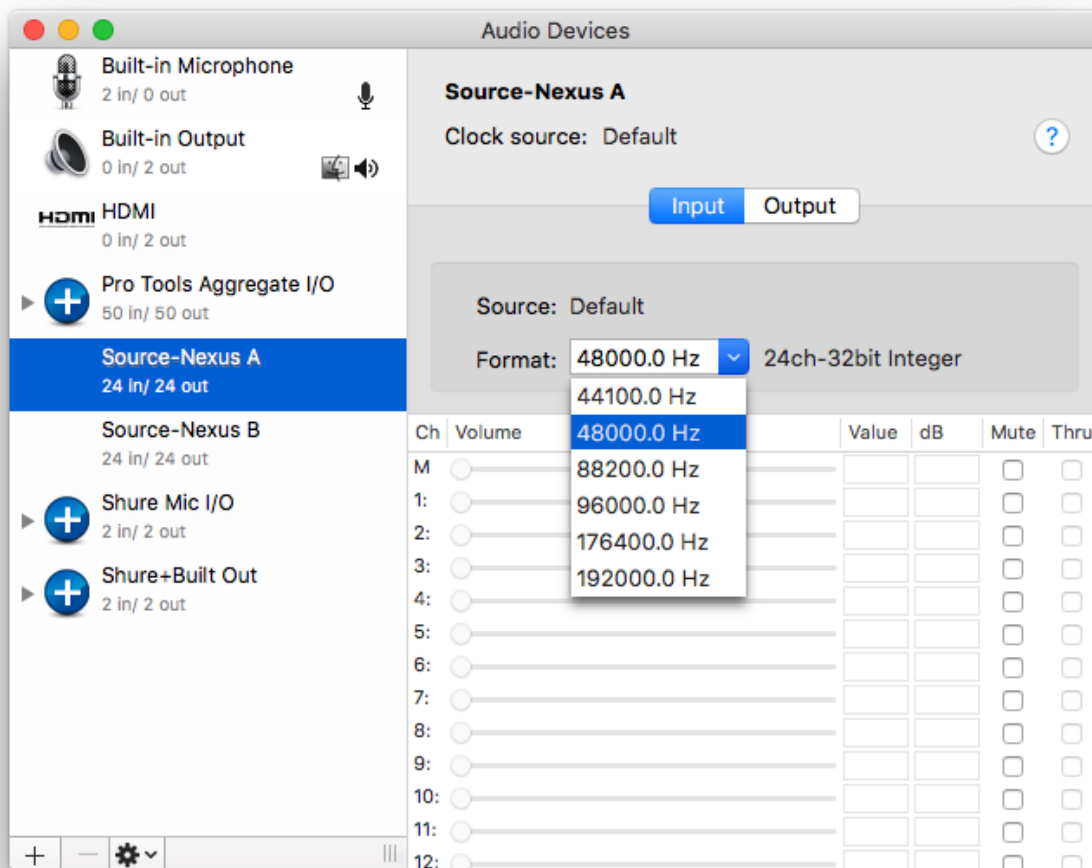 Audio Devices
Built-in Microphone
2 in/ 0 out
Built-in Output
0 in/ 2 out
HDMI HDMI
0 in/ 2 out
Pro Tools Aggregate I/O
50 in/ 50 out
Source-Nexus A
24 in/ 24 out
Source-Nexus B
24 in/ 24 out
Shure Mic I/O
2 in/ 2 out
Shure+Built Out
2 in/ 2 out
Source-Nexus A
Clock source: Default
?
Input Output
Source: Default
Format: 48000.0 Hz 24ch-32bit Integer
44100.0 Hz
48000.0 Hz
88200.0 Hz
96000.0 Hz
176400.0 Hz
192000.0 Hz
Ch Volume Value dB Mute Thru
M
1:
2:
3:
4:
5:
6:
7:
8:
9:
10:
11:
12: